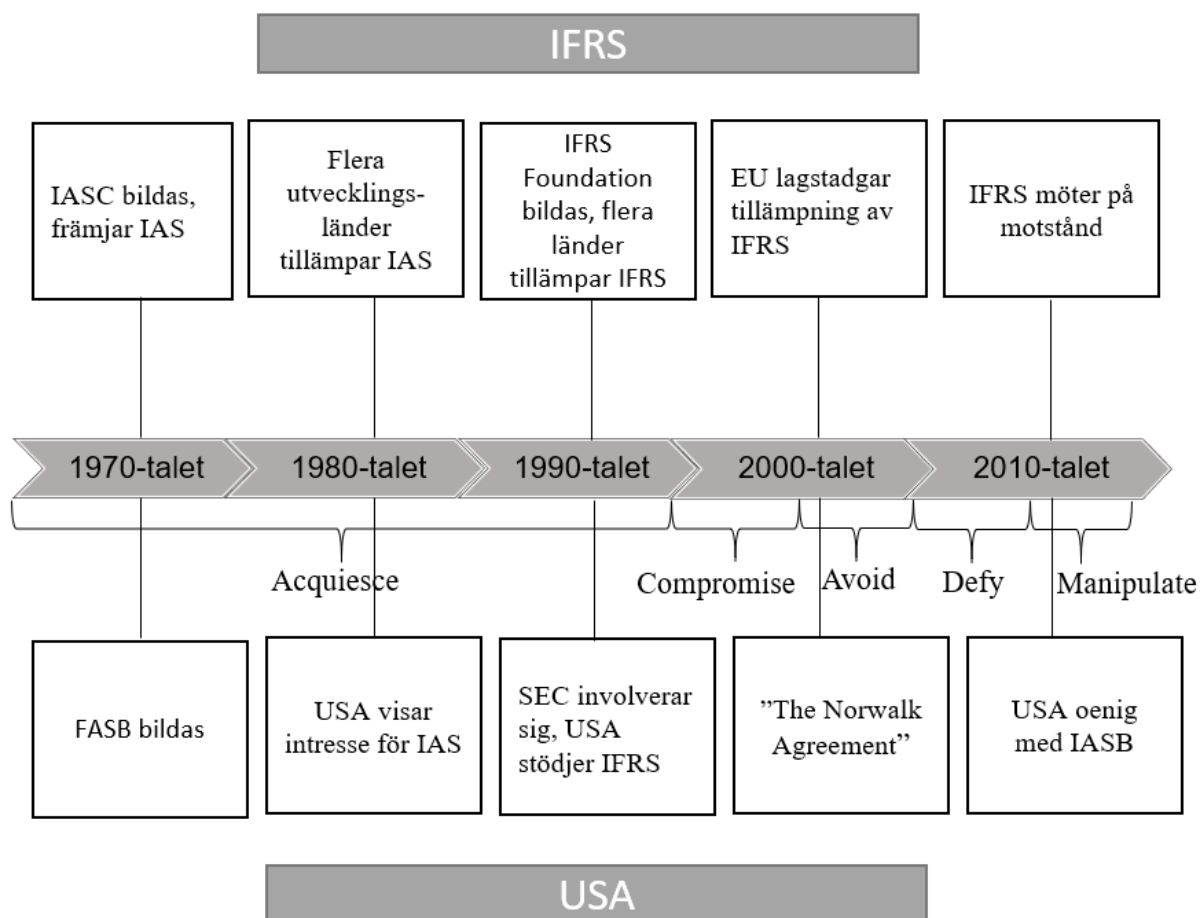 IFRS
IASC bildas,
främjar IAS
Flera
utvecklings-
länder
tillämpar IAS
IFRS
Foundation
bildas, flera
länder
tillämpar IFRS
EU lagstadgar
tillämpning av
IFRS
IFRS möter på
motstånd
1970-talet
1980-talet
1990-talet
2000-talet
2010-talet
Acquiesce
Compromise
Avoid
Defy
Manipulate
FASB bildas
USA visar
intresse för IAS
SEC involverar
sig, USA
stödjer IFRS
”The Norwalk
Agreement”
USA oenig
med IASB
USA